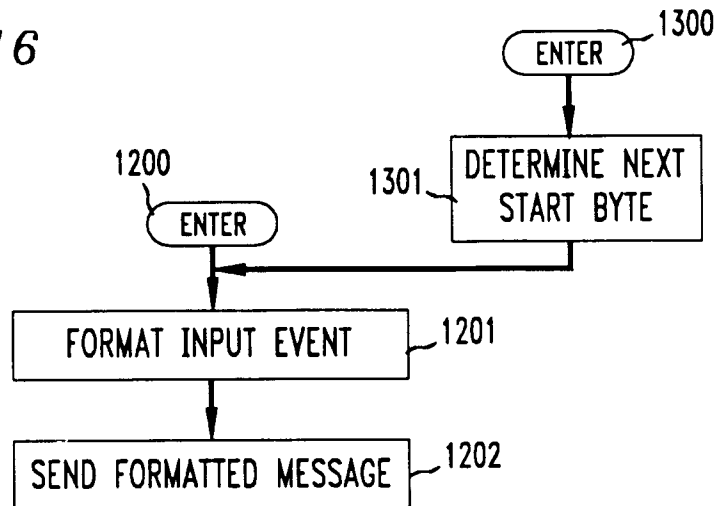 6
1300
ENTER
DETERMINE NEXT
START BYTE
1301
1200
ENTER
FORMAT INPUT EVENT
1201
SEND FORMATTED MESSAGE
1202